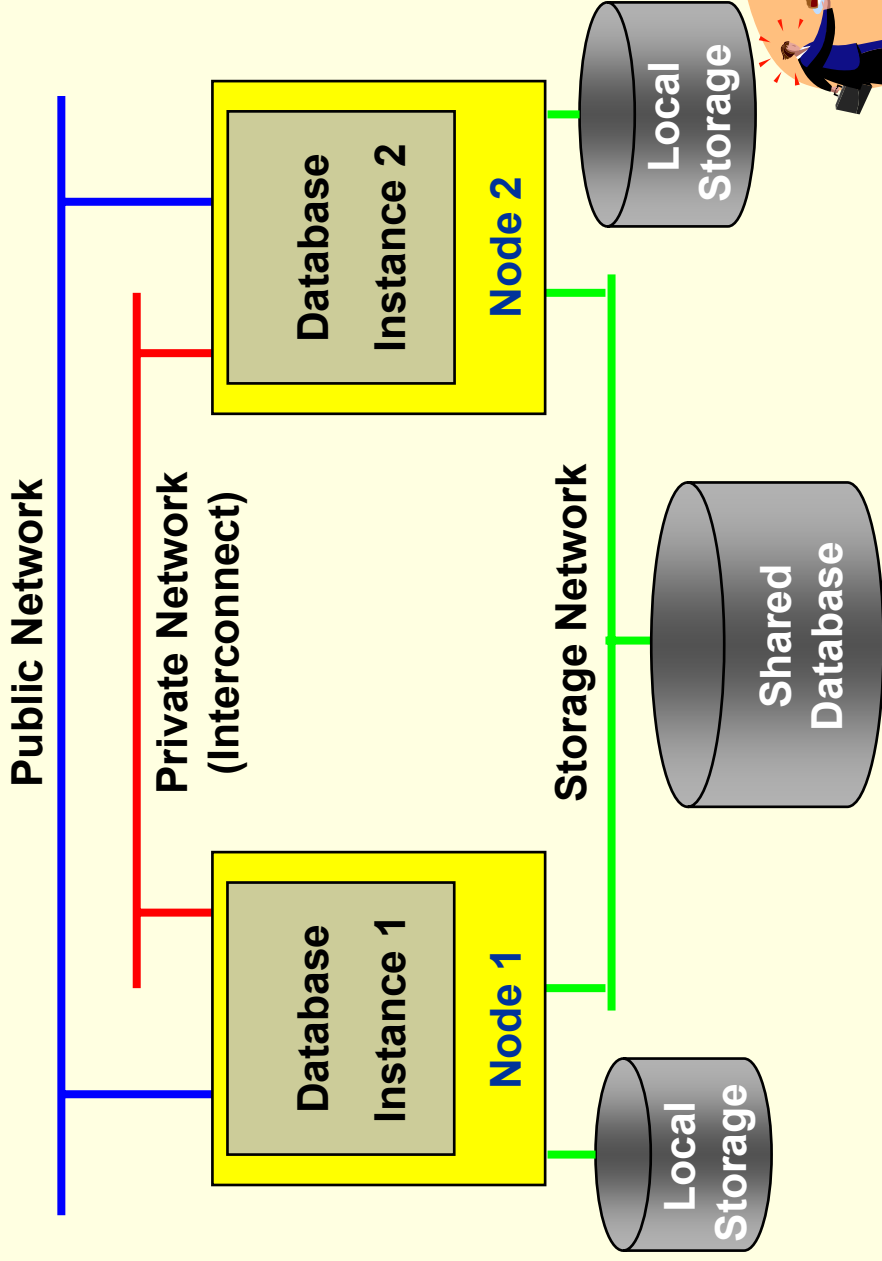 Public Network
Private Network
(Interconnect)
Database
Instance 1
Node 1
Database
Instance 2
Node 2
Storage Network
Local
Storage
Shared
Database
Local
Storage